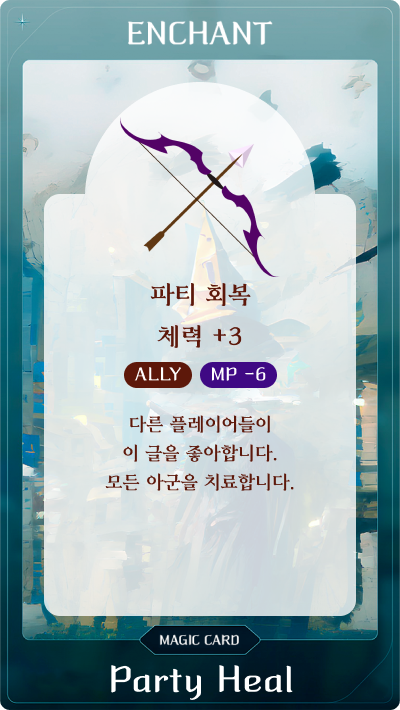 ENCHANT
파티 회복
체력 +3
ALLY MP -6
다른 플레이어들이
이 글을 좋아합니다.
모든 아군을 치료합니다.
MAGIC CARD
Party Heal